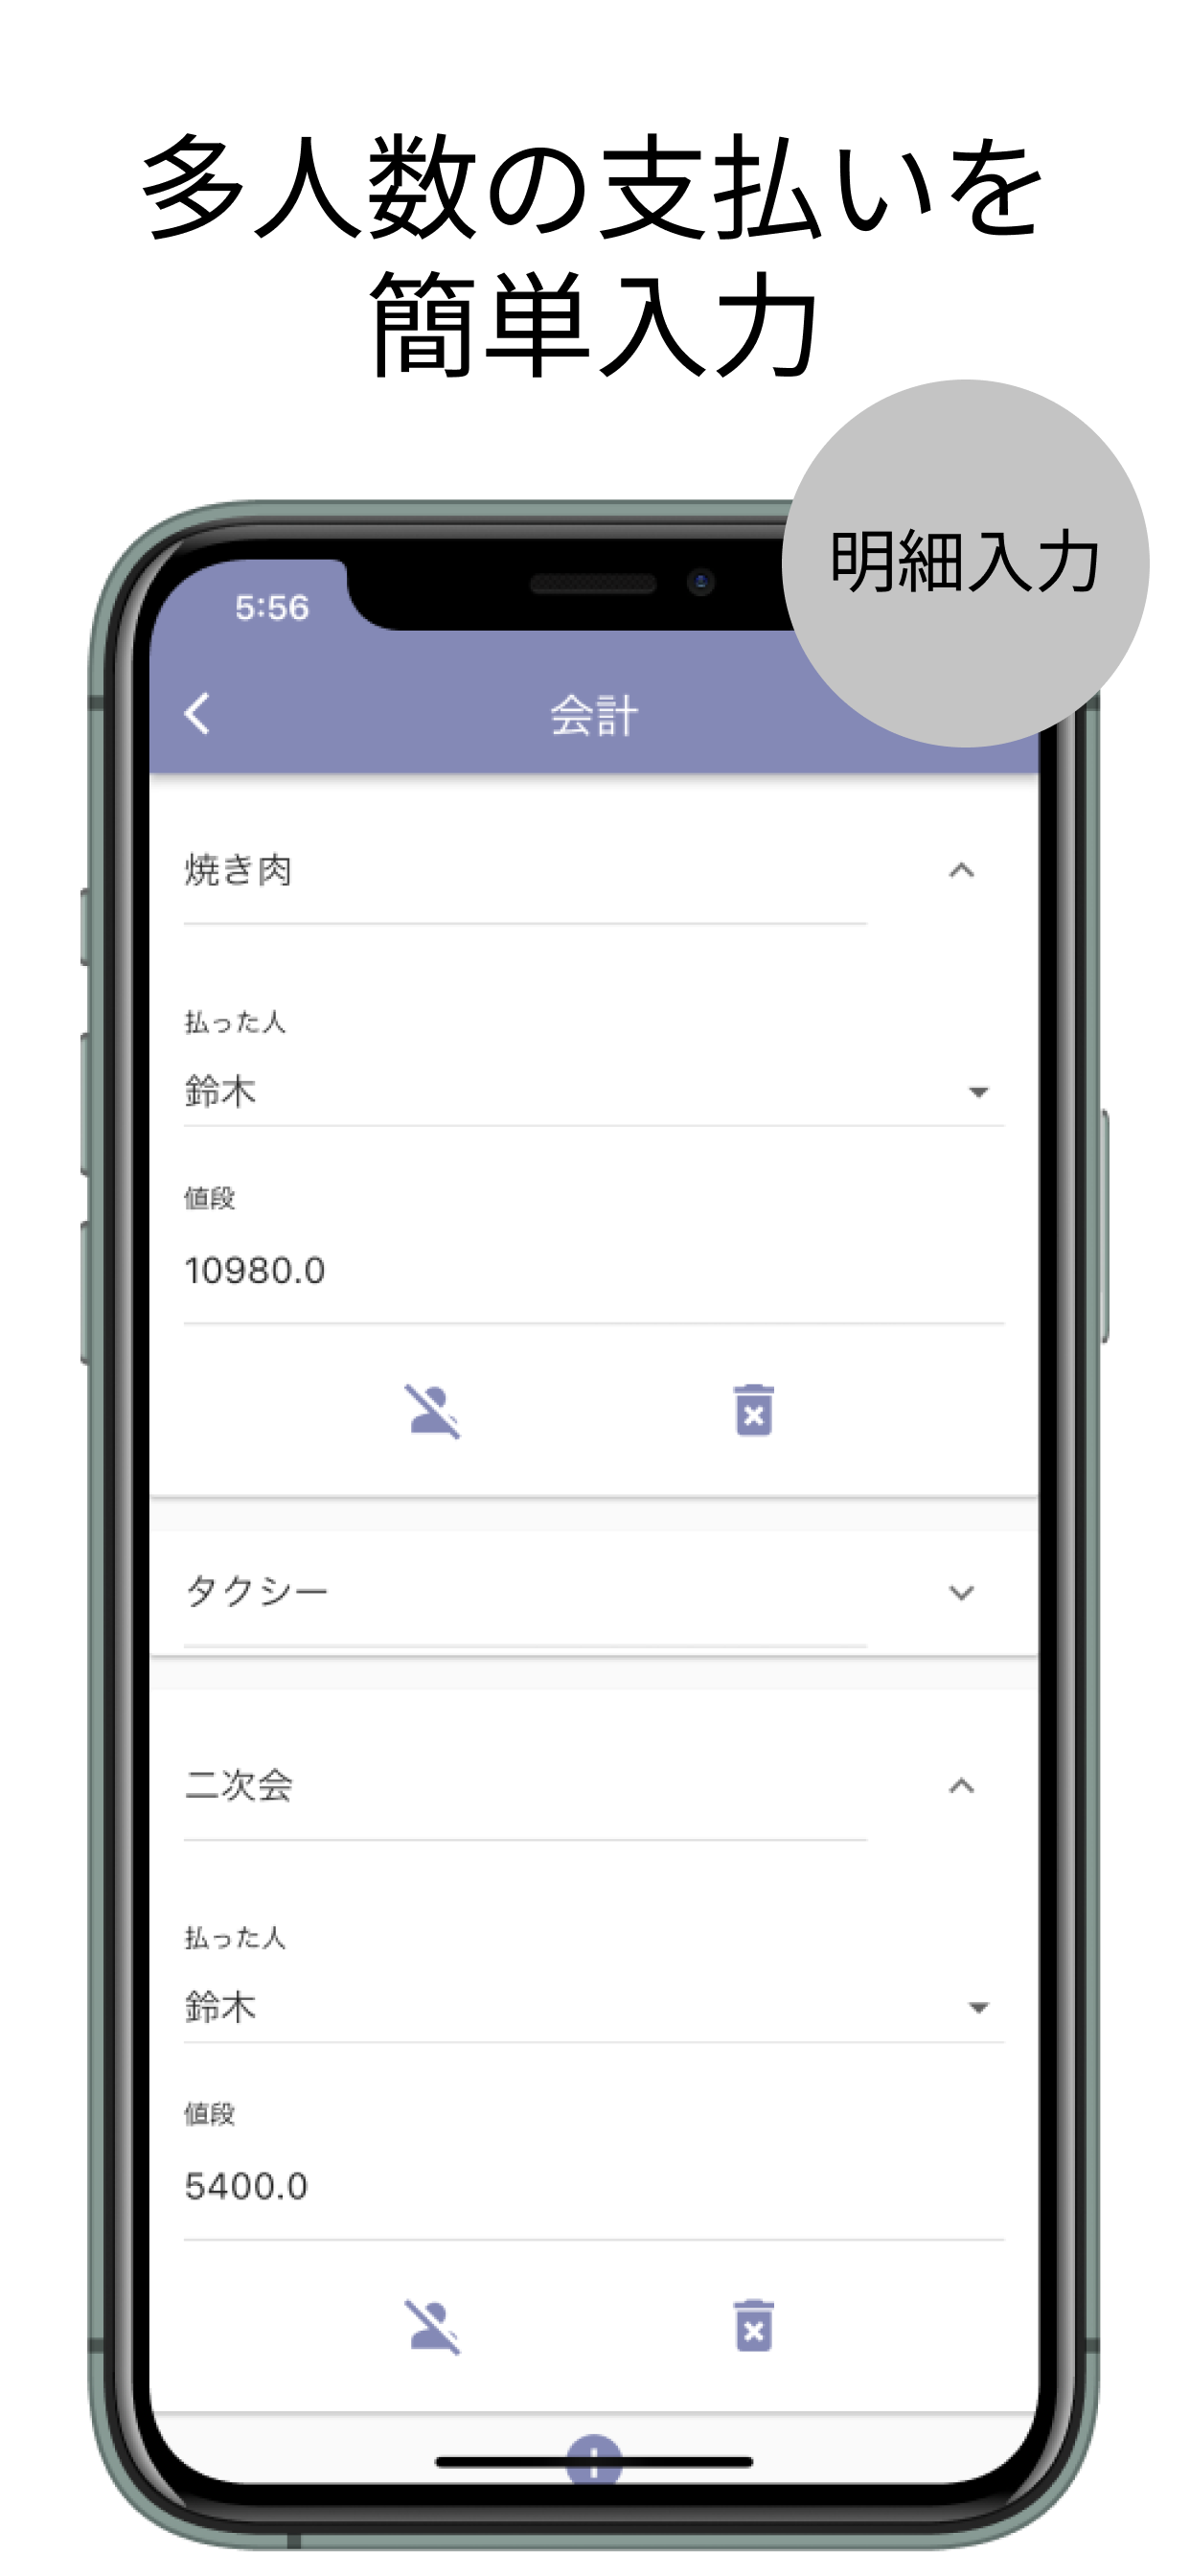 多人数の支払いを
簡単入力
明細入力
5:56
会計
焼き肉
払った人
鈴木
値段
10980.0
タクシー
二次会
払った人
鈴木
値段
5400.0